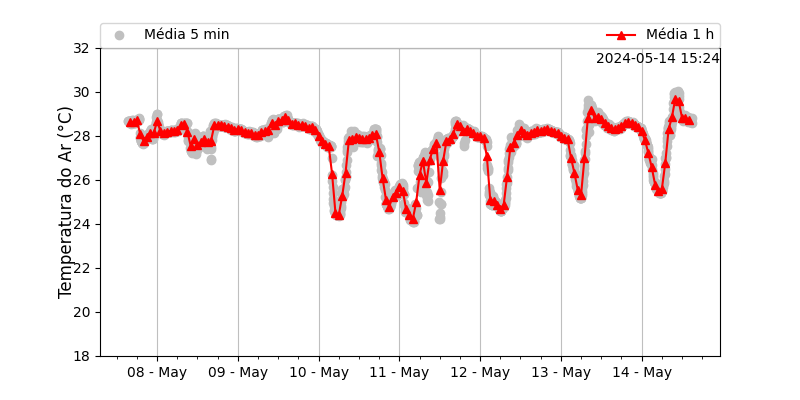 Média 5 min
Média 1 h
2024-05-14 15:24
Temperatura do Ar (°C)
32
30
28
26
24
22
20
18
08 - May
09 - May
10 - May
11 - May
12 - May
13 - May
14 - May